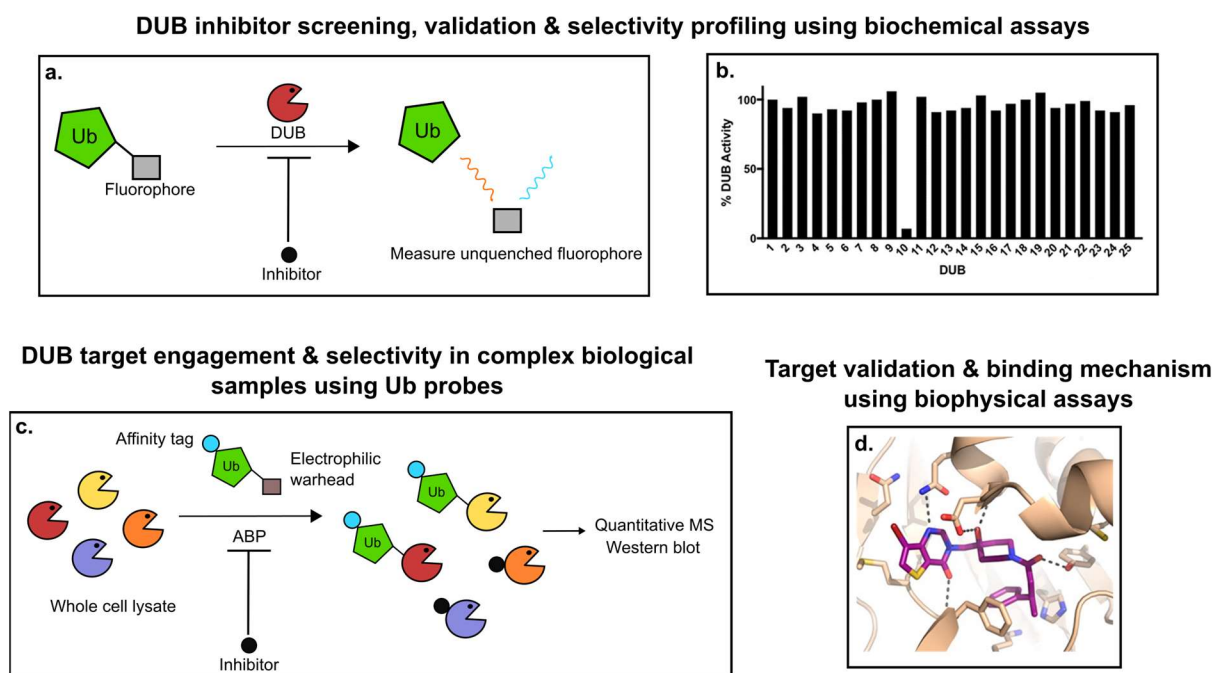 DUB inhibitor screening, validation & selectivity profiling using biochemical assays
a.
Ub
Fluorophore
DUB
Inhibitor
Ub
Measure unquenched fluorophore
b.
% DUB Activity
100
50
0
1 2 3 4 5 6 7 8 9 10 11 12 13 14 15 16 17 18 19 20 21 22 23 24 25
DUB
DUB target engagement & selectivity in complex biological
samples using Ub probes
c.
Whole cell lysate
Affinity tag
Ub
Electrophilic
warhead
ABP
Inhibitor
Ub
Ub
Quantitative MS
Western blot
Target validation & binding mechanism
using biophysical assays
d.